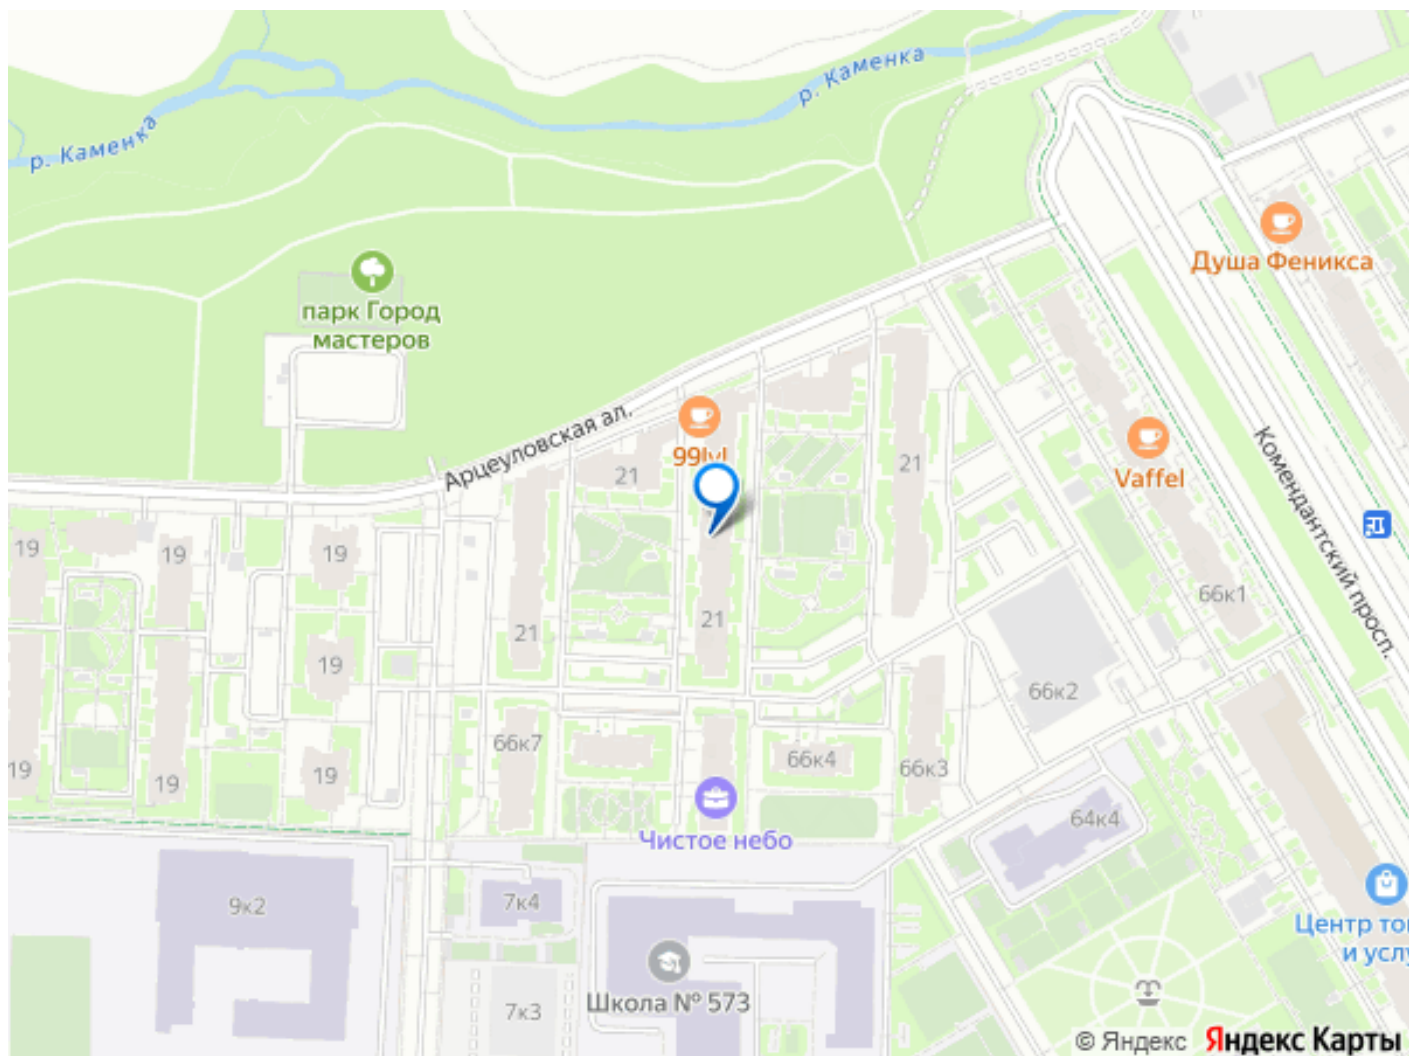 р. Каменка
р. Каменка
Душа Феникса
парк Город
мастеров
Арцеуловская ал.
99lvl
21
21
Vaffel
Комендантский просп.
19
19
19
66к1
21
21
19
66к2
66к7
66к4
66к3
19
19
19
Чистое небо
64к4
9к2
7к4
Центр то
и услу
Школа № 573
7к3
© Яндекс Яндекс Карты